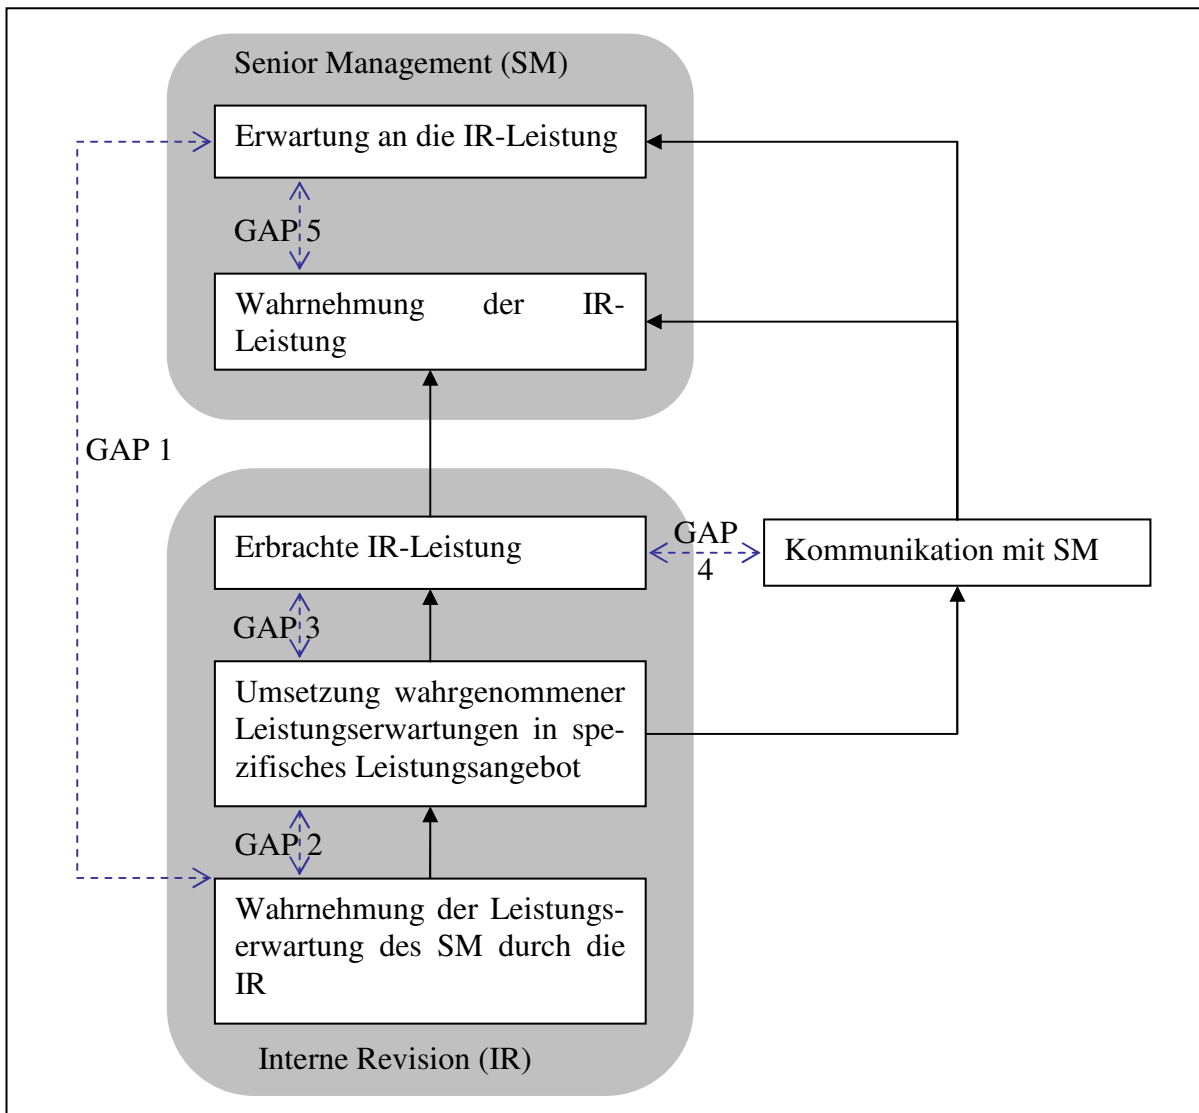 Senior Management (SM)
Erwartung an die IR-Leistung
GAP 5
Wahrnehmung der IR-
Leistung
GAP 1
Erbrachte IR-Leistung
GAP
4
Kommunikation mit SM
GAP 3
Umsetzung wahrgenommener
Leistungserwartungen in spe-
zifisches Leistungsangebot
GAP 2
Wahrnehmung der Leistungs-
erwartung des SM durch die
IR
Interne Revision (IR)